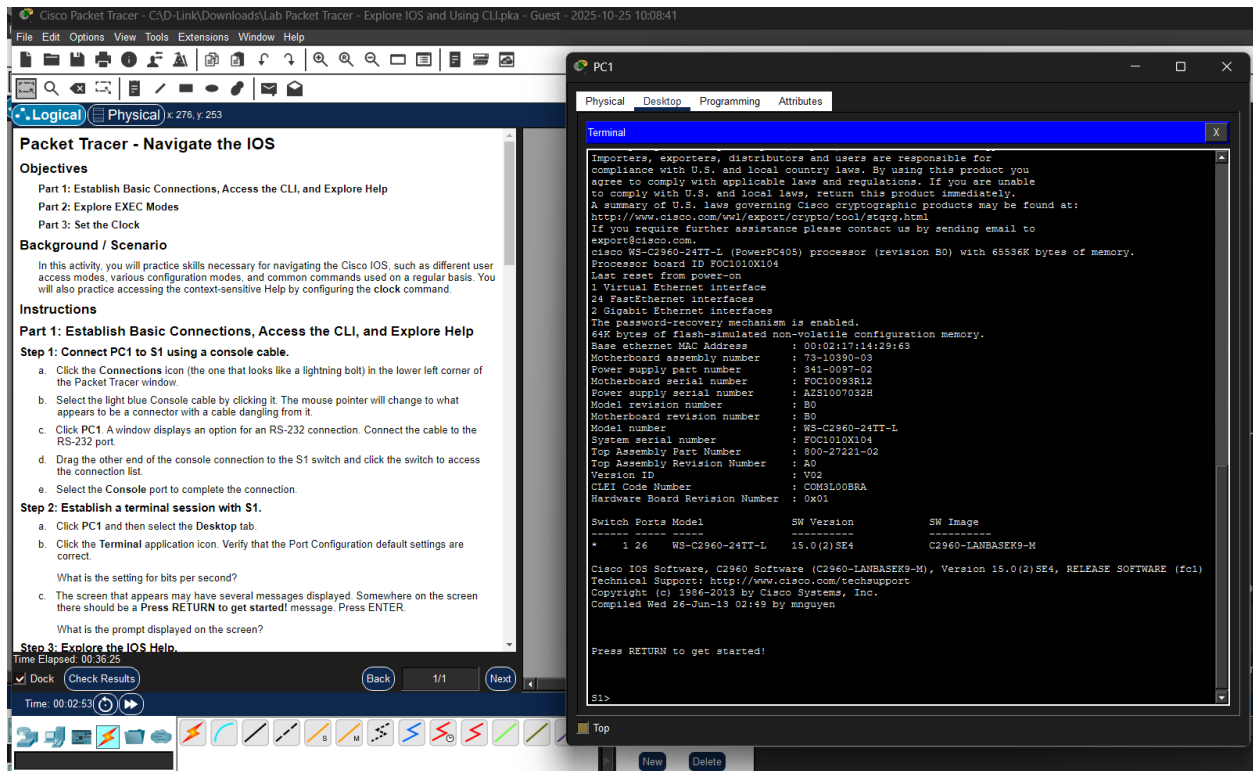 Cisco Packet Tracer - C:\D-Link\Downloads\Lab Packet Tracer - Explore IOS and Using CLI.pka - Guest - 2025-10-25 10:08:41
File Edit Options View Tools Extensions Window Help
Logical
Physical
x: 276, y: 253
Packet Tracer - Navigate the IOS
Objectives
Part 1: Establish Basic Connections, Access the CLI, and Explore Help
Part 2: Explore EXEC Modes
Part 3: Set the Clock
Background / Scenario
In this activity, you will practice skills necessary for navigating the Cisco IOS, such as different user
access modes, various configuration modes, and common commands used on a regular basis. You
will also practice accessing the context-sensitive Help by configuring the clock command.
Instructions
Part 1: Establish Basic Connections, Access the CLI, and Explore Help
Step 1: Connect PC1 to S1 using a console cable.
a. Click the Connections icon (the one that looks like a lightning bolt) in the lower left corner of
the Packet Tracer window.
b. Select the light blue Console cable by clicking it. The mouse pointer will change to what
appears to be a connector with a cable dangling from it.
c. Click PC1. A window displays an option for an RS-232 connection. Connect the cable to the
RS-232 port.
d. Drag the other end of the console connection to the S1 switch and click the switch to access
the connection list.
e. Select the Console port to complete the connection.
Step 2: Establish a terminal session with S1.
a. Click PC1 and then select the Desktop tab.
b. Click the Terminal application icon. Verify that the Port Configuration default settings are
correct.
What is the setting for bits per second?
c. The screen that appears may have several messages displayed. Somewhere on the screen
there should be a Press RETURN to get started! message. Press ENTER.
What is the prompt displayed on the screen?
Step 3: Explore the IOS Help.
Time Elapsed: 00:36:25
Dock
Check Results
Back
1/1
Next
Time: 00:02:53
PC1
Physical Desktop Programming Attributes
Terminal
X
Importers, exporters, distributors and users are responsible for
compliance with U.S. and local country laws. By using this product you
agree to comply with applicable laws and regulations. If you are unable
to comply with U.S. and local laws, return this product immediately.
A summary of U.S. laws governing Cisco cryptographic products may be found at:
http://www.cisco.com/wwl/export/crypto/tool/stqrg.html
If you require further assistance please contact us by sending email to
export@cisco.com.
cisco WS-C2960-24TT-L (PowerPC405) processor (revision B0) with 65536K bytes of memory.
Processor board ID FOC1010X104
Last reset from power-on
1 Virtual Ethernet interface
24 FastEthernet interfaces
2 Gigabit Ethernet interfaces
The password-recovery mechanism is enabled.
64K bytes of flash-simulated non-volatile configuration memory.
Base ethernet MAC Address : 00:02:17:14:29:63
Motherboard assembly number : 73-10390-03
Power supply part number : 341-0097-02
Motherboard serial number : FOC10093R12
Power supply serial number : AZS1007032H
Model revision number : B0
Motherboard revision number : B0
Model number : WS-C2960-24TT-L
System serial number : FOC1010X104
Top Assembly Part Number : 800-27221-02
Top Assembly Revision Number : A0
Version ID : V02
CLEI Code Number : COM3L00BRA
Hardware Board Revision Number : 0x01
Switch Ports Model SW Version SW Image
------ ----- ----- ---------- ----------
* 1 26 WS-C2960-24TT-L 15.0(2)SE4 C2960-LANBASEK9-M
Cisco IOS Software, C2960 Software (C2960-LANBASEK9-M), Version 15.0(2)SE4, RELEASE SOFTWARE (fc1)
Technical Support: http://www.cisco.com/techsupport
Copyright (c) 1986-2013 by Cisco Systems, Inc.
Compiled Wed 26-Jun-13 02:49 by mnguyen
Press RETURN to get started!
S1>
Top
New
Delete